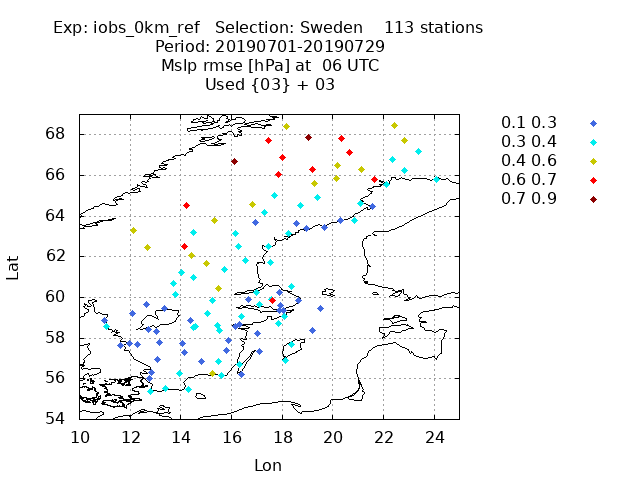 Exp: iobs_0km_ref   Selection: Sweden    113 stations
Period: 20190701-20190729
Mslp rmse [hPa] at  06 UTC
Used {03} + 03
0.1 0.3
0.3 0.4
0.4 0.6
0.6 0.7
0.7 0.9
68
66
64
62
60
58
56
54
Lat
10 12 14 16 18 20 22 24
Lon